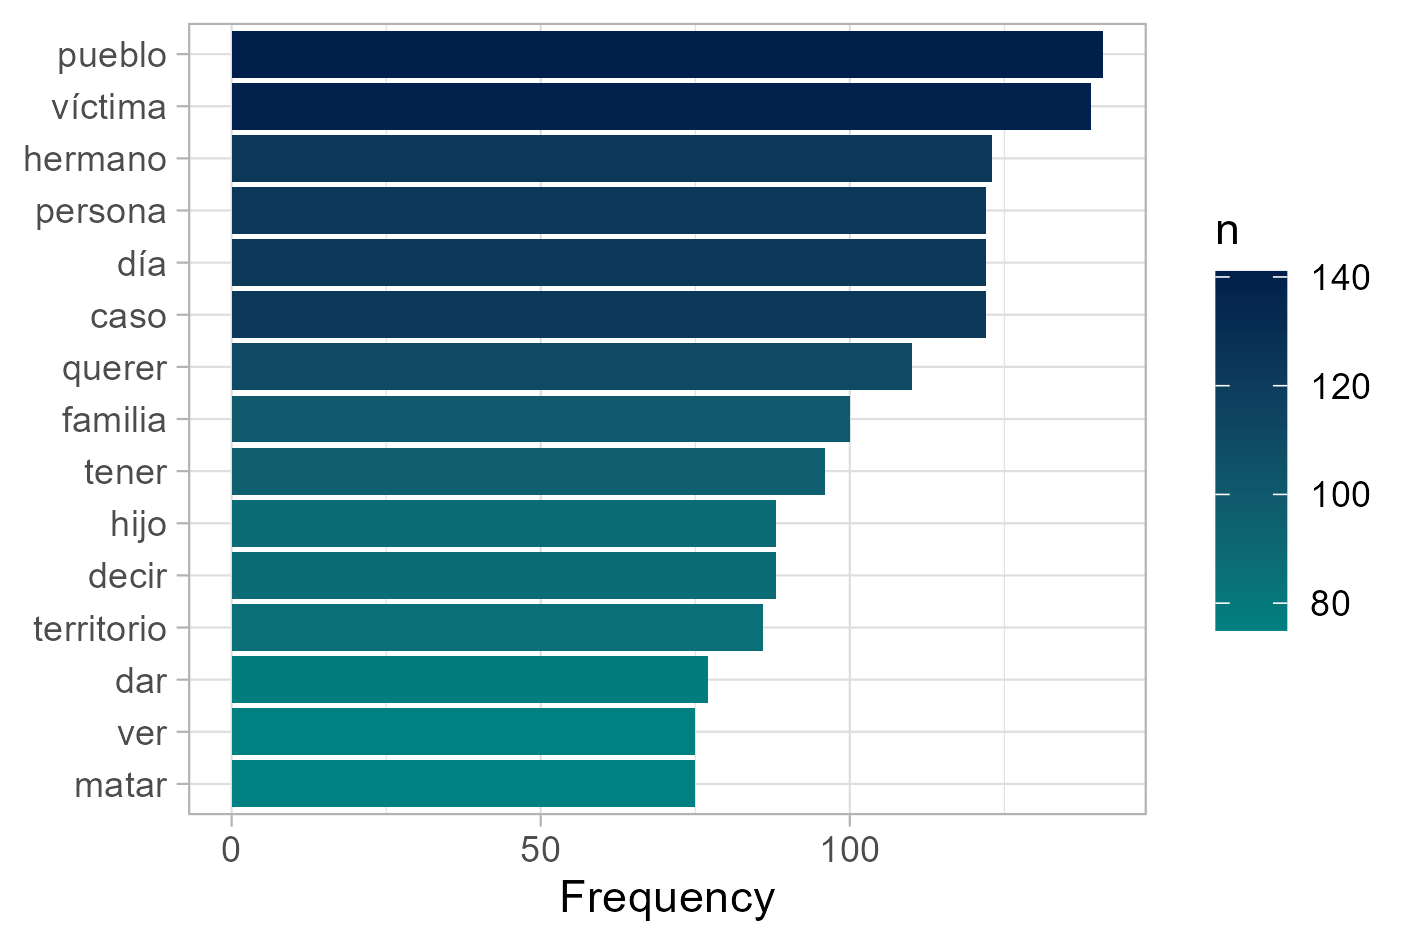 pueblo
víctima
hermano
persona
día
caso
querer
familia
tener
hijo
decir
territorio
dar
ver
matar
0 50 100
Frequency
n
140
120
100
80